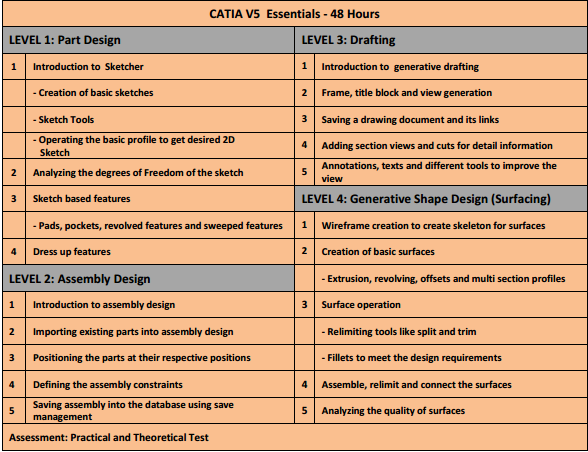 CATIA V5 Essentials - 48 Hours
LEVEL 1: Part Design
1 Introduction to Sketcher
- Creation of basic sketches
- Sketch Tools
- Operating the basic profile to get desired 2D
Sketch
2 Analyzing the degrees of Freedom of the sketch
3 Sketch based features
- Pads, pockets, revolved features and sweeped features
4 Dress up features
LEVEL 2: Assembly Design
1 Introduction to assembly design
2 Importing existing parts into assembly design
3 Positioning the parts at their respective positions
4 Defining the assembly constraints
5 Saving assembly into the database using save
management
LEVEL 3: Drafting
1 Introduction to generative drafting
2 Frame, title block and view generation
3 Saving a drawing document and its links
4 Adding section views and cuts for detail information
5 Annotations, texts and different tools to improve the
view
LEVEL 4: Generative Shape Design (Surfacing)
1 Wireframe creation to create skeleton for surfaces
2 Creation of basic surfaces
- Extrusion, revolving, offsets and multi section profiles
3 Surface operation
- Relimiting tools like split and trim
- Fillets to meet the design requirements
4 Assemble, relimit and connect the surfaces
5 Analyzing the quality of surfaces
Assessment: Practical and Theoretical Test